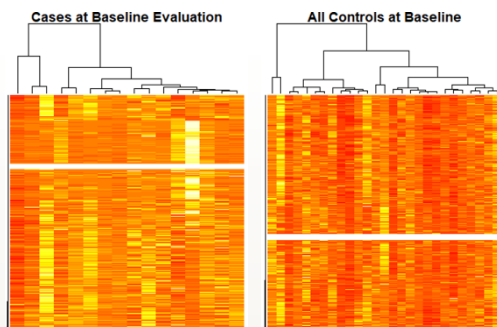 Cases at Baseline Evaluation
All Controls at Baseline